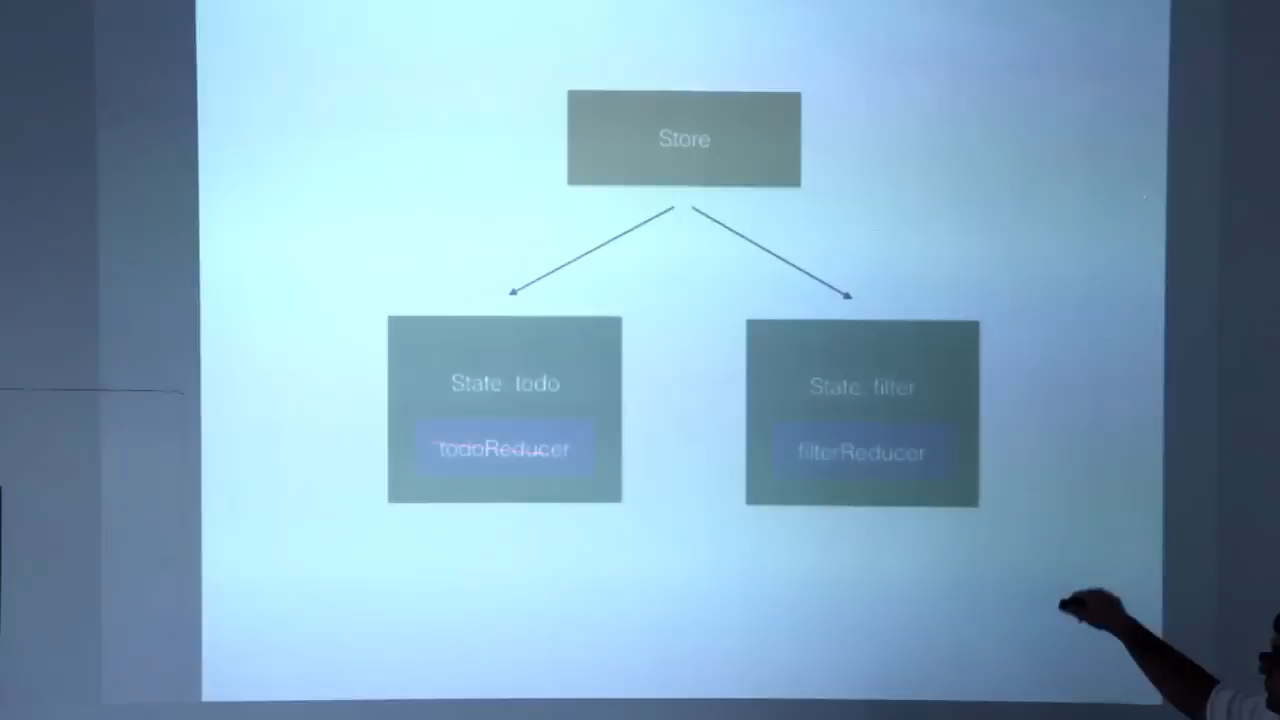 Store
State: todo
todoReducer
State: filter
filterReducer